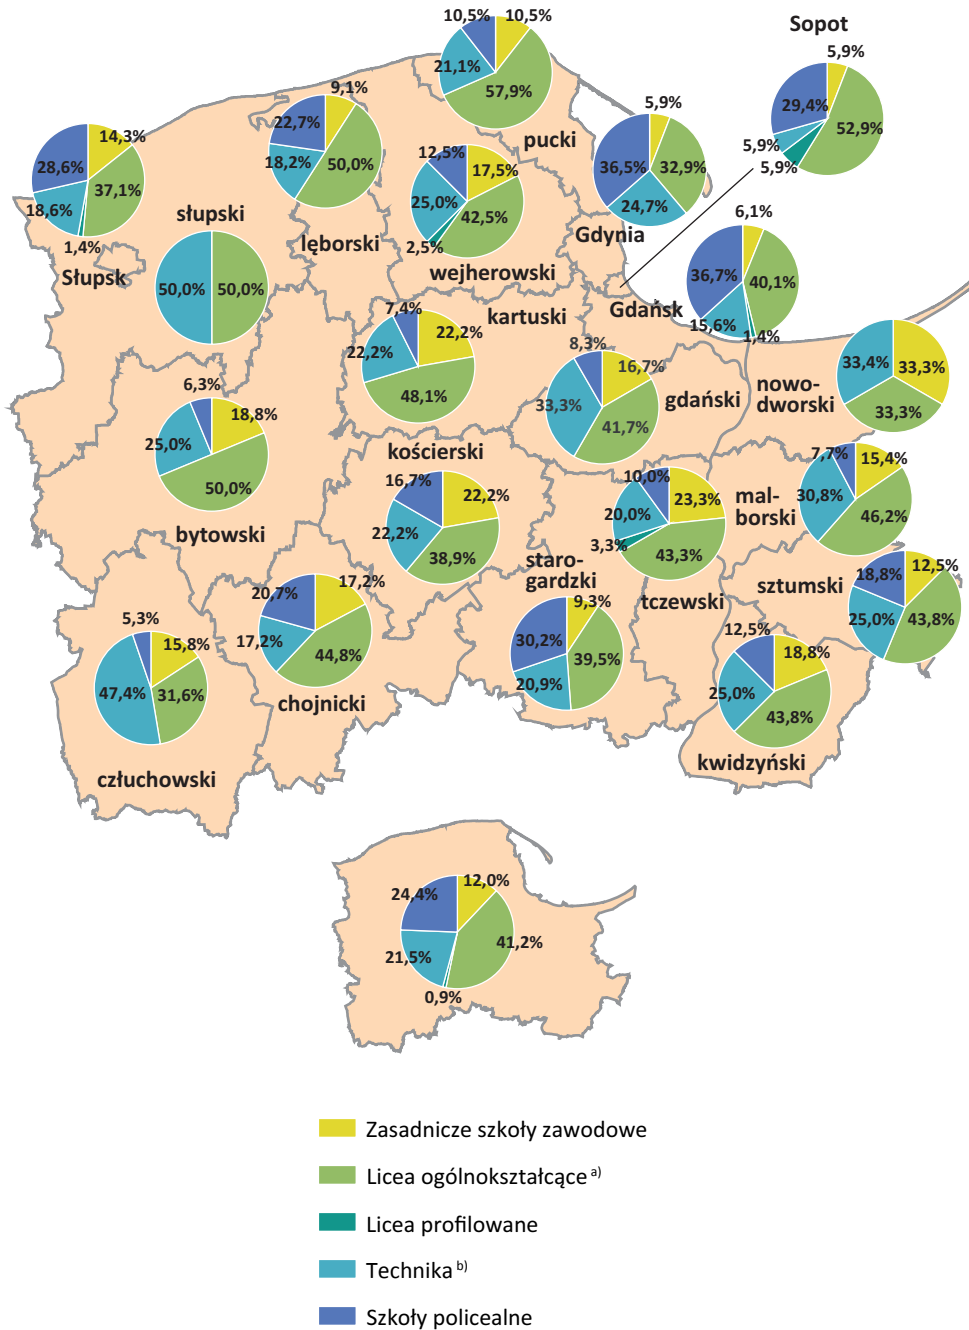 10,5% 10,5%
21,1%
57,9%
pucki
Sopot
5,9%
29,4%
52,9%
5,9%
5,9%
9,1%
22,7%
18,2% 50,0%
lęborski
5,9%
36,5% 32,9%
24,7%
Gdynia
14,3%
28,6%
37,1%
18,6%
1,4%
Słupsk
12,5% 17,5%
25,0%
42,5%
2,5%
wejherowski
słupski
50,0% 50,0%
6,1%
36,7% 40,1%
15,6%
1,4%
Gdańsk
kartuski
7,4%
22,2%
22,2%
48,1%
8,3%
16,7%
33,3%
41,7%
gdański
33,4% 33,3%
33,3%
nowo-
dworski
6,3%
18,8%
25,0%
50,0%
bytowski
kościerski
16,7% 22,2%
22,2%
38,9%
10,0%
23,3%
20,0%
3,3%
43,3%
tczewski
7,7%
15,4%
30,8%
46,2%
mal-
borski
sztumski
12,5%
18,8%
25,0% 43,8%
staro-
gardzki
9,3%
30,2%
39,5%
20,9%
20,7% 17,2%
17,2%
44,8%
chojnicki
5,3%
15,8%
47,4% 31,6%
człuchowski
12,5%
18,8%
25,0%
43,8%
kwidzyński
12,0%
24,4%
41,2%
21,5%
0,9%
Zasadnicze szkoły zawodowe
Licea ogólnokształcące a)
Licea profilowane
Technika b)
Szkoły policealne